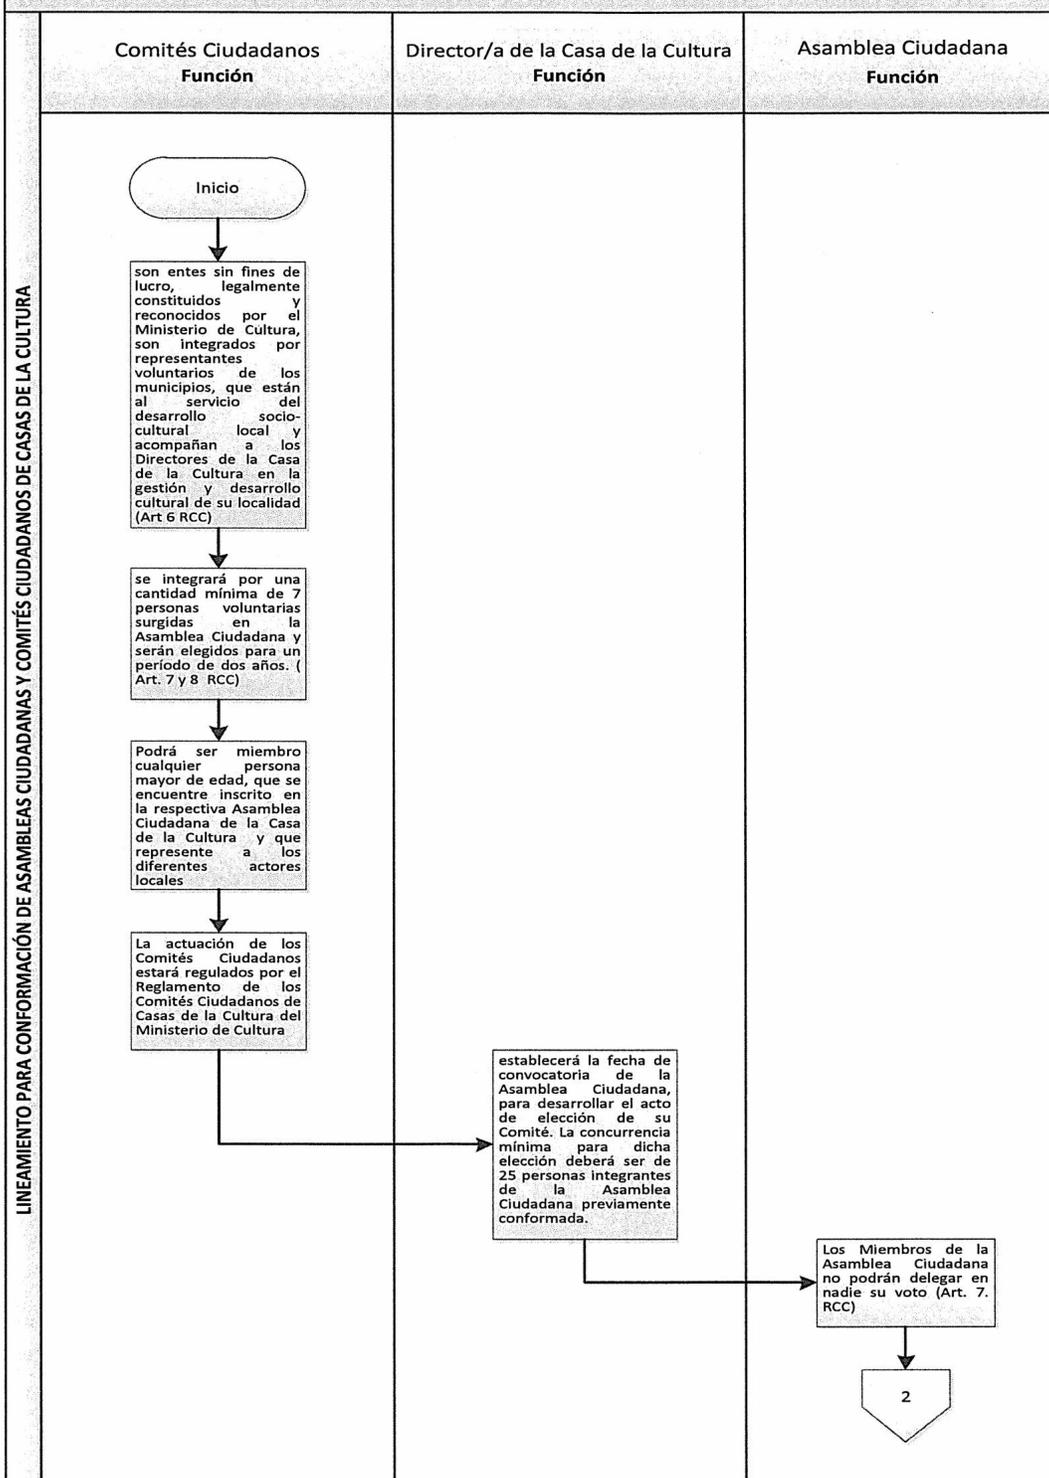 Comités Ciudadanos
Función
Director/a de la Casa de la Cultura
Función
Asamblea Ciudadana
Función
LINEAMIENTO PARA CONFORMACIÓN DE ASAMBLEAS CIUDADANAS Y COMITÉS CIUDADANOS DE CASAS DE LA CULTURA
Inicio
son entes sin fines de
lucro, legalmente
constituidos y
reconocidos por el
Ministerio de Cultura,
son integrados por
representantes
voluntarios de los
municipios, que están
al servicio del
desarrollo socio-
cultural local y
acompañan a los
Directores de la Casa
de la Cultura en la
gestión y desarrollo
cultural de su localidad
(Art 6 RCC)
se integrará por una
cantidad mínima de 7
personas voluntarias
surgidas en la
Asamblea Ciudadana y
serán elegidos para un
período de dos años. (
Art. 7 y 8 RCC)
Podrá ser miembro
cualquier persona
mayor de edad, que se
encuentre inscrito en
la respectiva Asamblea
Ciudadana de la Casa
de la Cultura y que
represente a los
diferentes actores
locales
La actuación de los
Comités Ciudadanos
estará regulados por el
Reglamento de los
Comités Ciudadanos de
Casas de la Cultura del
Ministerio de Cultura
establecerá la fecha de
convocatoria de la
Asamblea Ciudadana,
para desarrollar el acto
de elección de su
Comité. La concurrencia
mínima para dicha
elección deberá ser de
25 personas integrantes
de la Asamblea
Ciudadana previamente
conformada.
Los Miembros de la
Asamblea Ciudadana
no podrán delegar en
nadie su voto (Art. 7.
RCC)
2